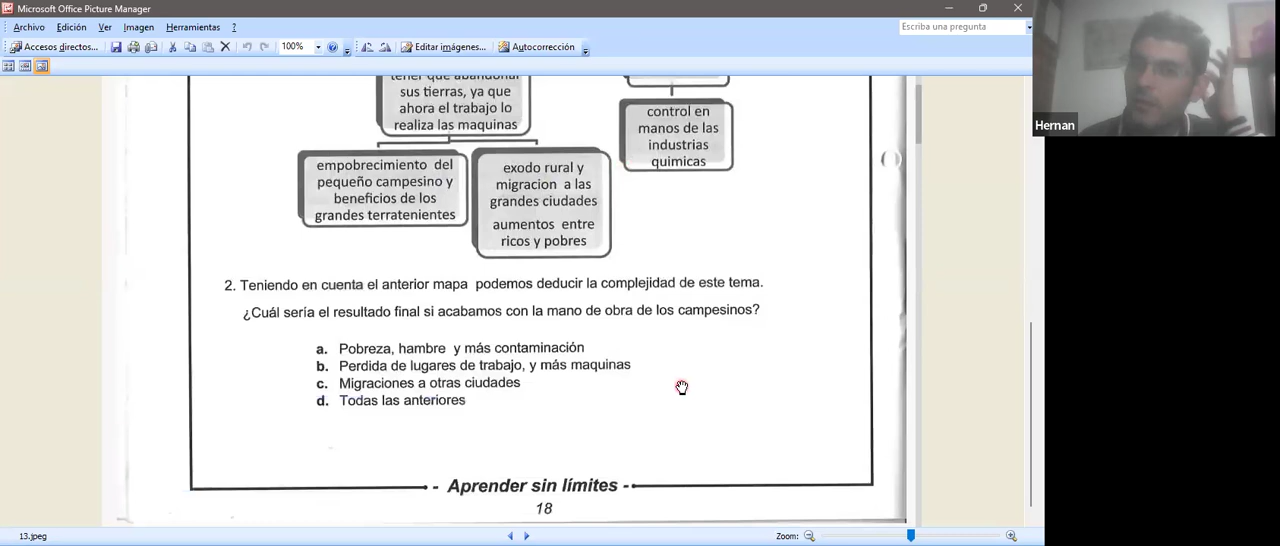 Microsoft Office Picture Manager
Archivo Edición Ver Imagen Herramientas ?
Escriba una pregunta
Accesos directos... 100% Editar imágenes... Autocorrección
Hernan
tener que abandonar
sus tierras, ya que
ahora el trabajo lo
realiza las maquinas
control en
manos de las
industrias
quimicas
empobrecimiento del
pequeño campesino y
beneficios de los
grandes terratenientes
exodo rural y
migracion a las
grandes ciudades
aumentos entre
ricos y pobres
2. Teniendo en cuenta el anterior mapa podemos deducir la complejidad de este tema.
¿Cuál sería el resultado final si acabamos con la mano de obra de los campesinos?
a. Pobreza, hambre y más contaminación
b. Perdida de lugares de trabajo, y más maquinas
c. Migraciones a otras ciudades
d. Todas las anteriores
- Aprender sin límites -
18
13.jpeg
Zoom: